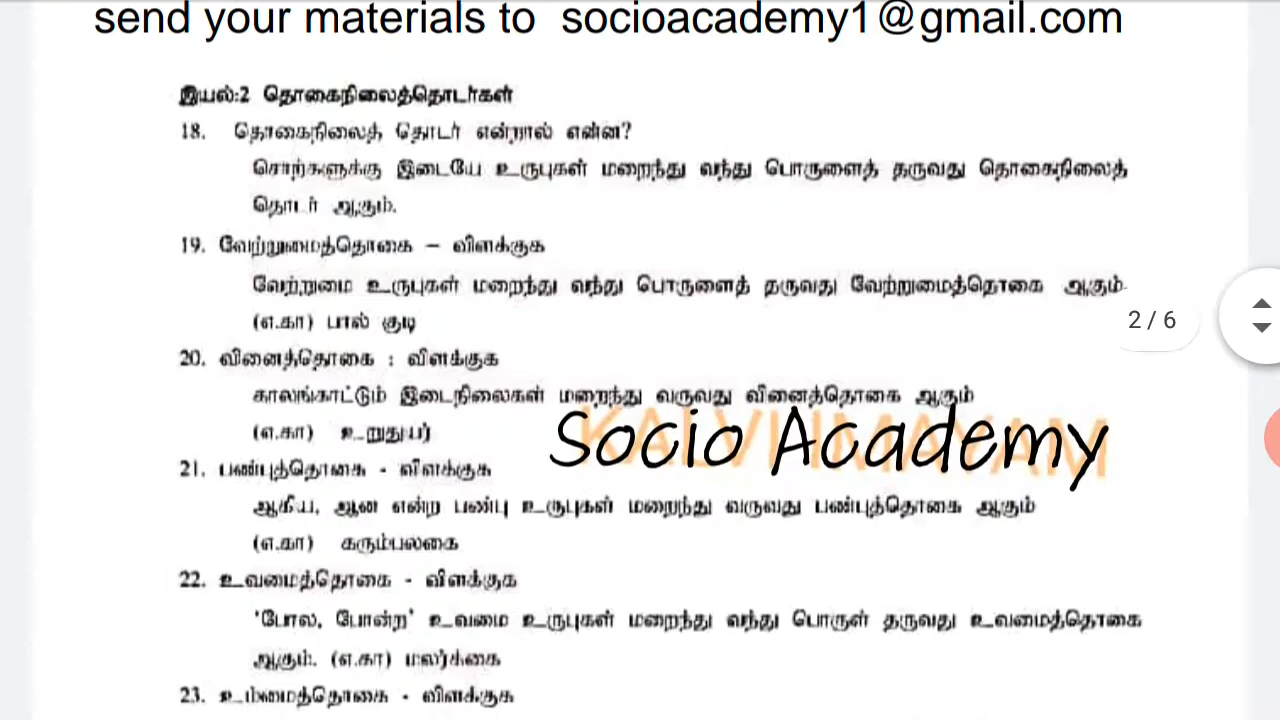 send your materials to socioacademy1@gmail.com
இயல்:2 தொகைநிலைத்தொடர்கள்
18. தொகைநிலைத் தொடர் என்றால் என்ன?
சொற்களுக்கு இடையே உருபுகள் மறைந்து வந்து பொருளைத் தருவது தொகைநிலைத்
தொடர் ஆகும்.
19. வேற்றுமைத்தொகை – விளக்குக
வேற்றுமை உருபுகள் மறைந்து வந்து பொருளைத் தருவது வேற்றுமைத்தொகை ஆகும்.
(எ.கா) பால் குடி
2 / 6
20. வினைத்தொகை : விளக்குக
காலங்காட்டும் இடைநிலைகள் மறைந்து வருவது வினைத்தொகை ஆகும்
(எ.கா) உறுதுயர்
KALVI IMAYAM
Socio Academy
21. பண்புத்தொகை - விளக்குக
ஆகிய, ஆன என்ற பண்பு உருபுகள் மறைந்து வருவது பண்புத்தொகை ஆகும்
(எ.கா) கரும்பலகை
22. உவமைத்தொகை - விளக்குக
'போல, போன்ற' உவமை உருபுகள் மறைந்து வந்து பொருள் தருவது உவமைத்தொகை
ஆகும். (எ.கா) மலர்க்கை
23. உம்மைத்தொகை - விளக்குக